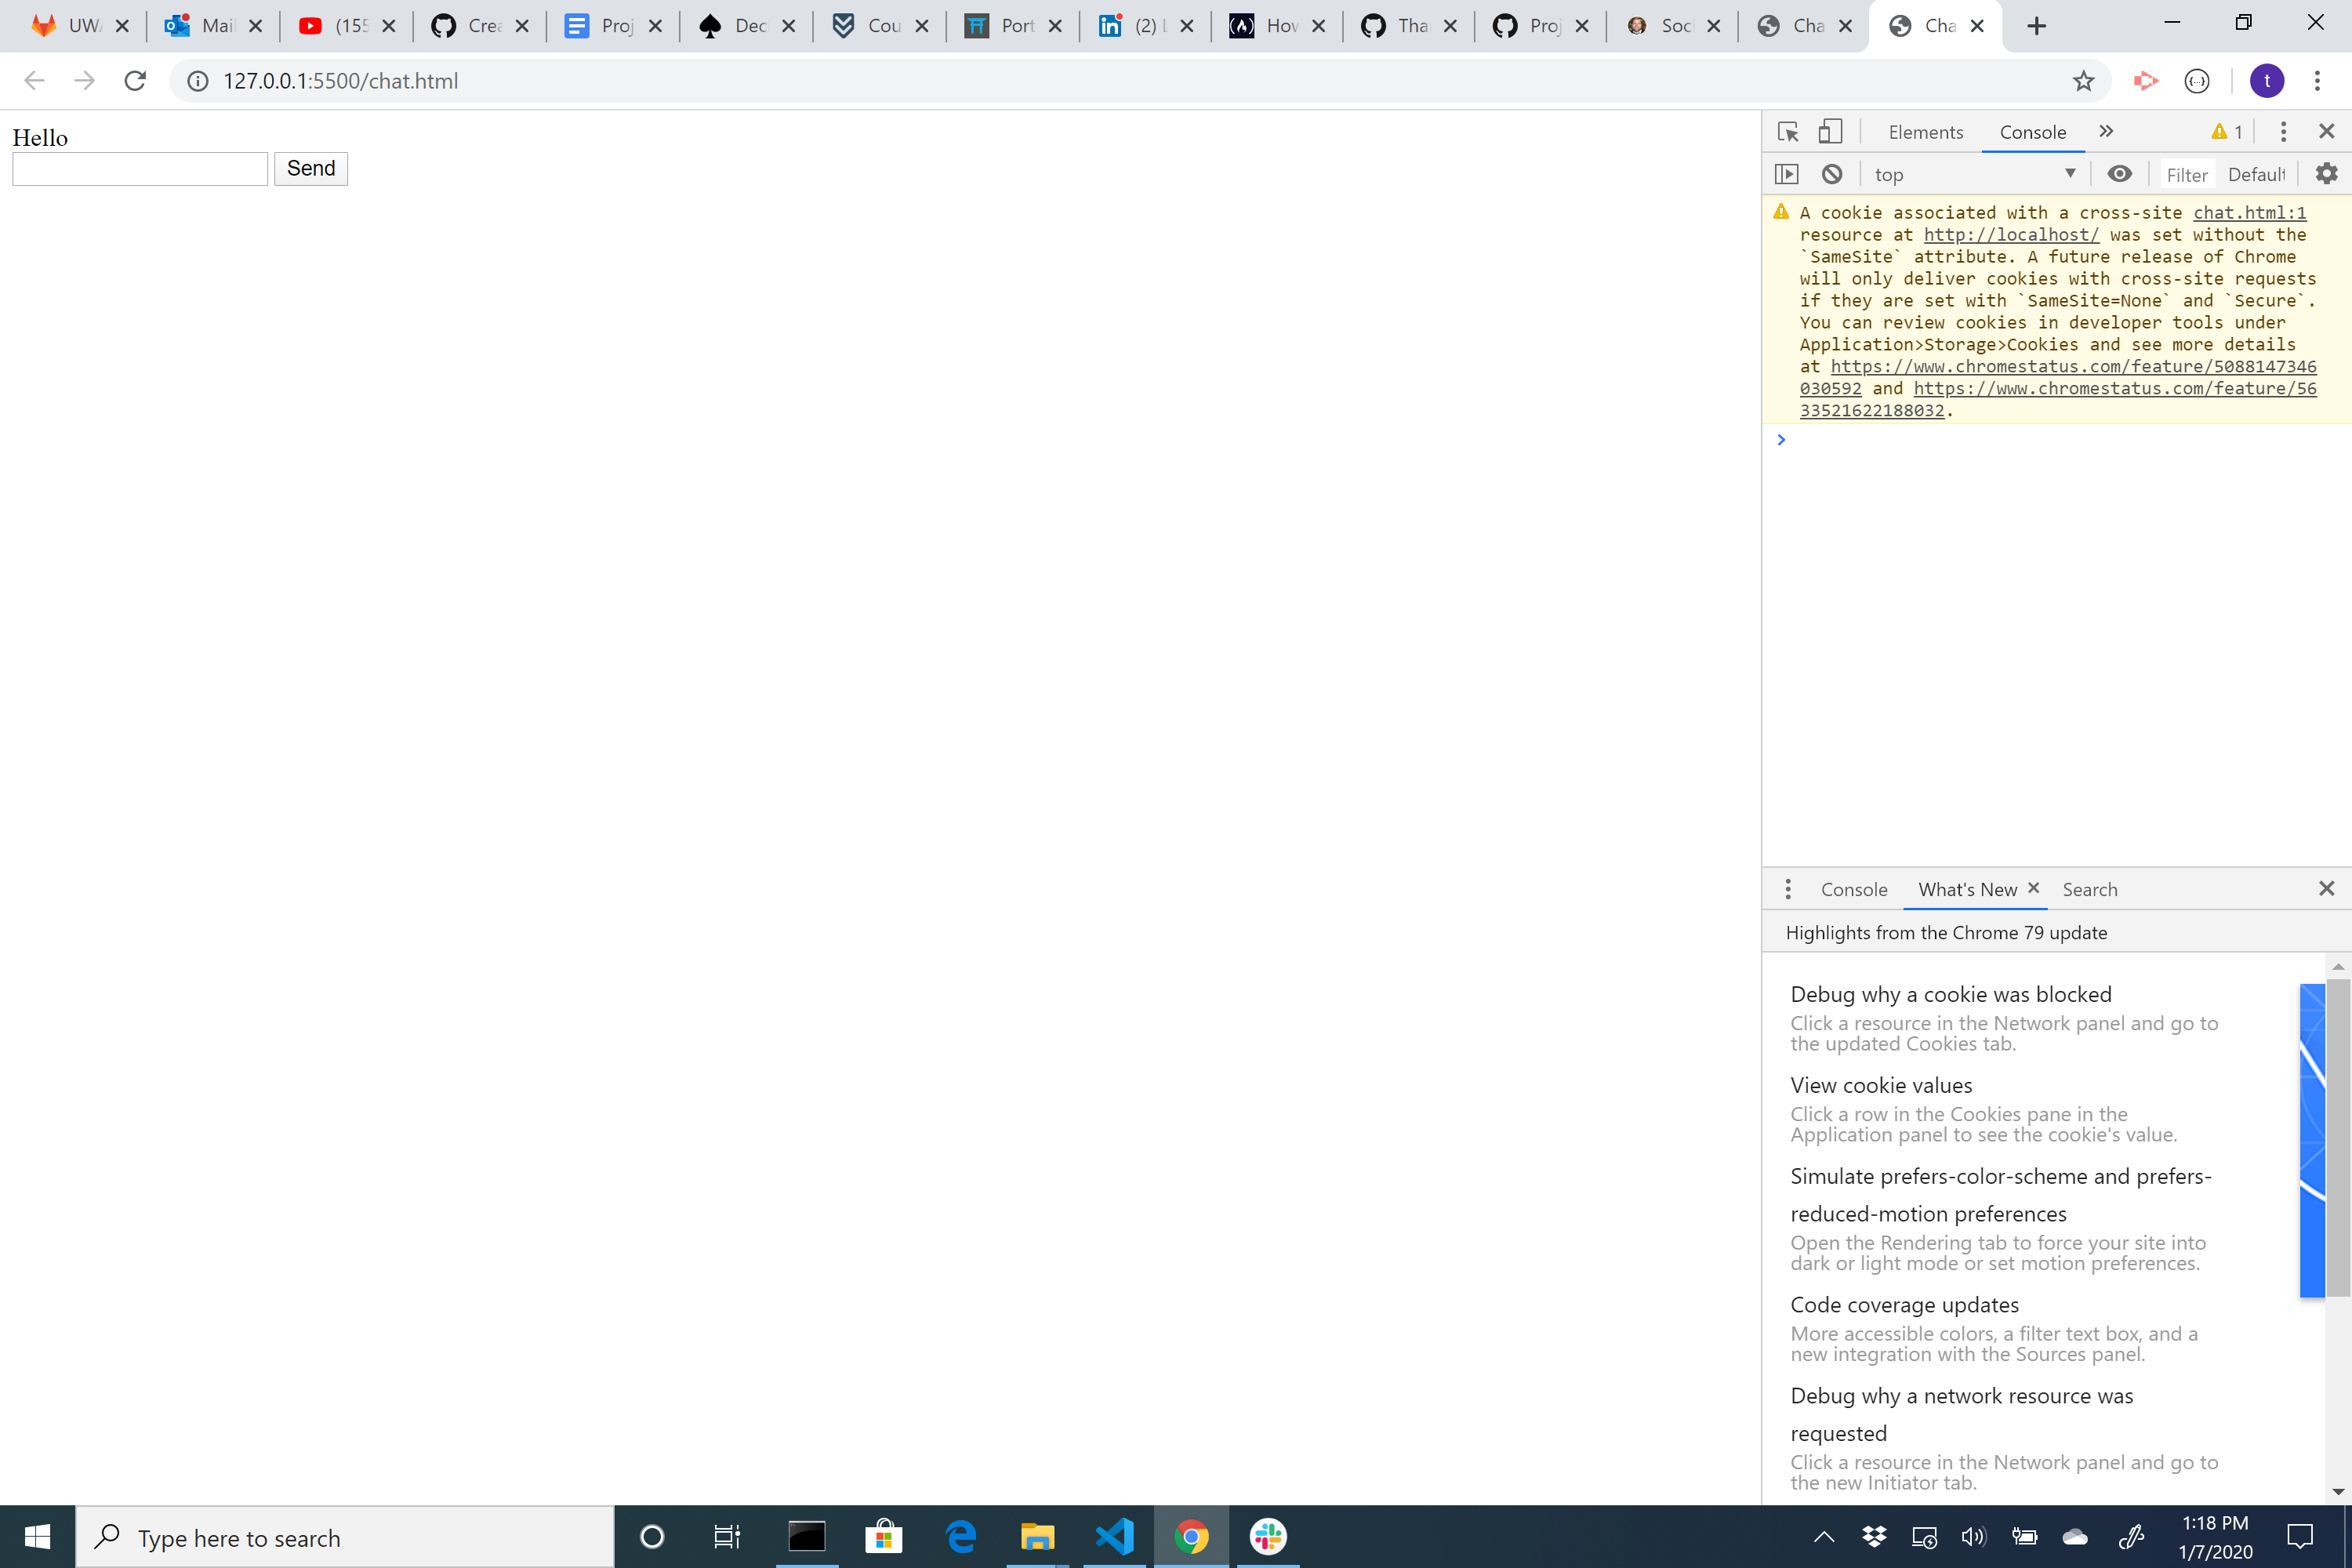 UW Mail (155 Crea Proj Dec Cou Port (2) L How Tha Proj Soc Cha Cha
127.0.0.1:5500/chat.html
t
Hello
Send
Elements Console 1
top Filter Default
A cookie associated with a cross-site chat.html:1
resource at http://localhost/ was set without the
`SameSite` attribute. A future release of Chrome
will only deliver cookies with cross-site requests
if they are set with `SameSite=None` and `Secure`.
You can review cookies in developer tools under
Application>Storage>Cookies and see more details
at https://www.chromestatus.com/feature/5088147346
030592 and https://www.chromestatus.com/feature/56
33521622188032.
Console What's New Search
Highlights from the Chrome 79 update
Debug why a cookie was blocked
Click a resource in the Network panel and go to
the updated Cookies tab.
View cookie values
Click a row in the Cookies pane in the
Application panel to see the cookie's value.
Simulate prefers-color-scheme and prefers-
reduced-motion preferences
Open the Rendering tab to force your site into
dark or light mode or set motion preferences.
Code coverage updates
More accessible colors, a filter text box, and a
new integration with the Sources panel.
Debug why a network resource was
requested
Click a resource in the Network panel and go to
the new Initiator tab.
Type here to search
1:18 PM
1/7/2020